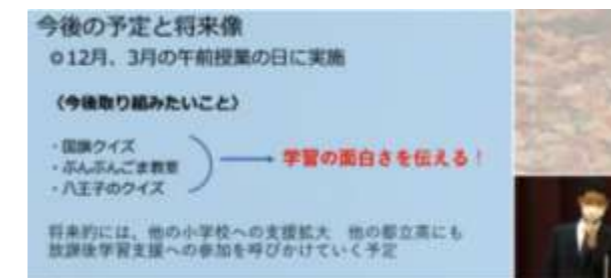 今後の予定と将来像
◎12月、3月の午前授業の日に実施
《今後取り組みたいこと》
・国旗クイズ
・ぶんぶんごま教室
・八王子のクイズ
学習の面白さを伝える!
将来的には、他の小学校への支援拡大 他の都立高にも
放課後学習支援への参加を呼びかけていく予定